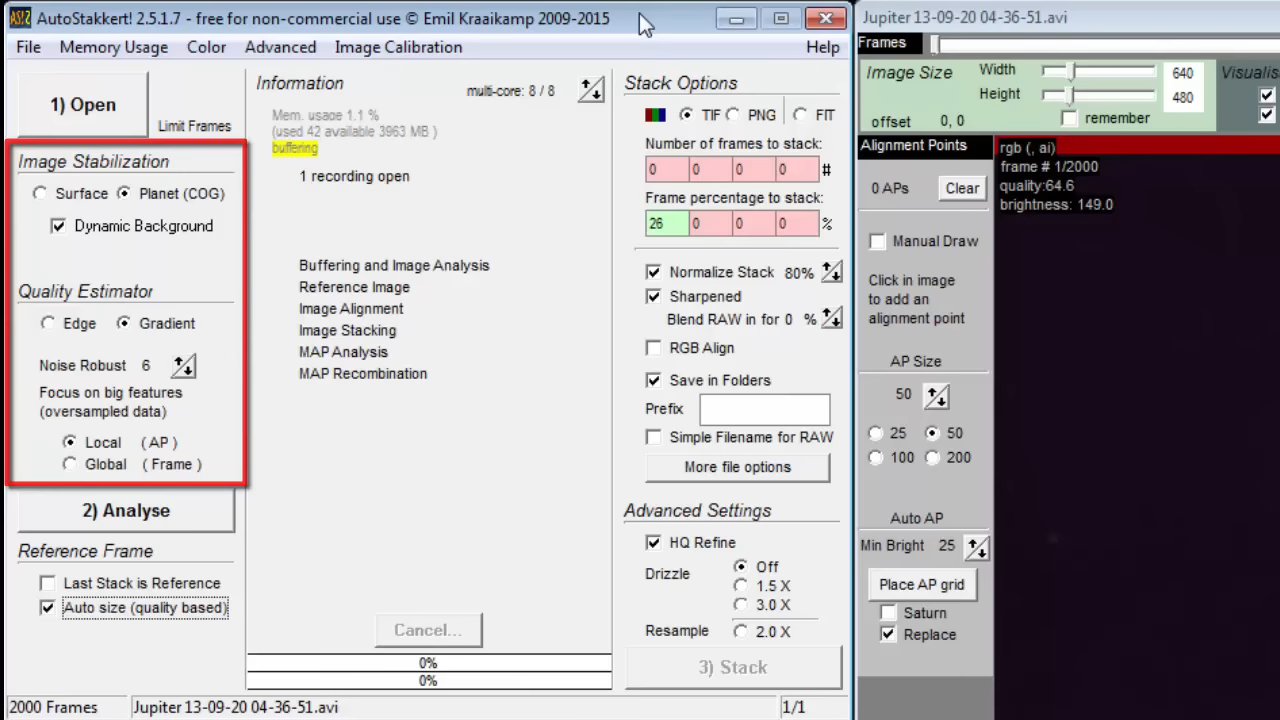 AutoStakkert! 2.5.1.7 - free for non-commercial use © Emil Kraaikamp 2009-2015
File Memory Usage Color Advanced Image Calibration Help
1) Open
Limit Frames
Image Stabilization
Surface Planet (COG)
Dynamic Background
Quality Estimator
Edge Gradient
Noise Robust 6
Focus on big features
(oversampled data)
Local (AP )
Global ( Frame )
2) Analyse
Reference Frame
Last Stack is Reference
Auto size (quality based)
Information
multi-core: 8 / 8
Mem. usage 1.1 %
(used 42 available 3963 MB )
buffering
1 recording open
Buffering and Image Analysis
Reference Image
Image Alignment
Image Stacking
MAP Analysis
MAP Recombination
Cancel...
0%
0%
Stack Options
TIF PNG FIT
Number of frames to stack:
0 0 0 0 #
Frame percentage to stack:
26 0 0 0 %
Normalize Stack 80%
Sharpened
Blend RAW in for 0 %
RGB Align
Save in Folders
Prefix
Simple Filename for RAW
More file options
Advanced Settings
HQ Refine
Drizzle Off
1.5 X
3.0 X
Resample 2.0 X
3) Stack
2000 Frames Jupiter 13-09-20 04-36-51.avi 1/1
Jupiter 13-09-20 04-36-51.avi
Frames
Image Size Width 640
Height 480
offset 0, 0 remember
Alignment Points
0 APs Clear
Manual Draw
Click in image
to add an
alignment point
AP Size
50
25 50
100 200
Auto AP
Min Bright 25
Place AP grid
Saturn
Replace
rgb (, ai)
frame # 1/2000
quality:64.6
brightness: 149.0